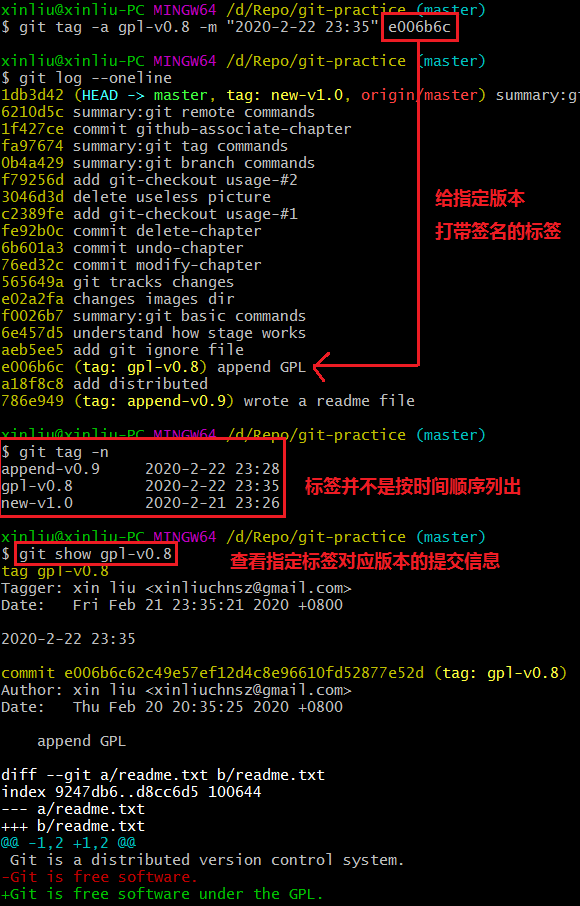 xinliu@xinliu-PC MINGW64 /d/Repo/git-practice (master)
$ git tag -a gpl-v0.8 -m "2020-2-22 23:35" e006b6c
xinliu@xinliu-PC MINGW64 /d/Repo/git-practice (master)
$ git log --oneline
1db3d42 (HEAD -> master, tag: new-v1.0, origin/master) summary:gi
6210d5c summary:git remote commands
1f427ce commit github-associate-chapter
fa97674 summary:git tag commands
0b4a429 summary:git branch commands
f79256d add git-checkout usage-#2
3046d3d delete useless picture
c2389fe add git-checkout usage-#1
fe92b0c commit delete-chapter
6b601a3 commit undo-chapter
76ed32c commit modify-chapter
565649a git tracks changes
e02a2fa changes images dir
f0026b7 summary:git basic commands
6e457d5 understand how stage works
aeb5ee5 add git ignore file
e006b6c (tag: gpl-v0.8) append GPL
a18f8c8 add distributed
786e949 (tag: append-v0.9) wrote a readme file
给指定版本
打带签名的标签
xinliu@xinliu-PC MINGW64 /d/Repo/git-practice (master)
$ git tag -n
append-v0.9     2020-2-22 23:28
gpl-v0.8        2020-2-22 23:35
new-v1.0        2020-2-21 23:26
标签并不是按时间顺序列出
xinliu@xinliu-PC MINGW64 /d/Repo/git-practice (master)
$ git show gpl-v0.8
查看指定标签对应版本的提交信息
tag gpl-v0.8
Tagger: xin liu <xinliuchnsz@gmail.com>
Date:   Fri Feb 21 23:35:21 2020 +0800
2020-2-22 23:35
commit e006b6c62c49e57ef12d4c8e96610fd52877e52d (tag: gpl-v0.8)
Author: xin liu <xinliuchnsz@gmail.com>
Date:   Thu Feb 20 20:35:25 2020 +0800
append GPL
diff --git a/readme.txt b/readme.txt
index 9247db6..d8cc6d5 100644
--- a/readme.txt
+++ b/readme.txt
@@ -1,2 +1,2 @@
Git is a distributed version control system.
-Git is free software.
+Git is free software under the GPL.